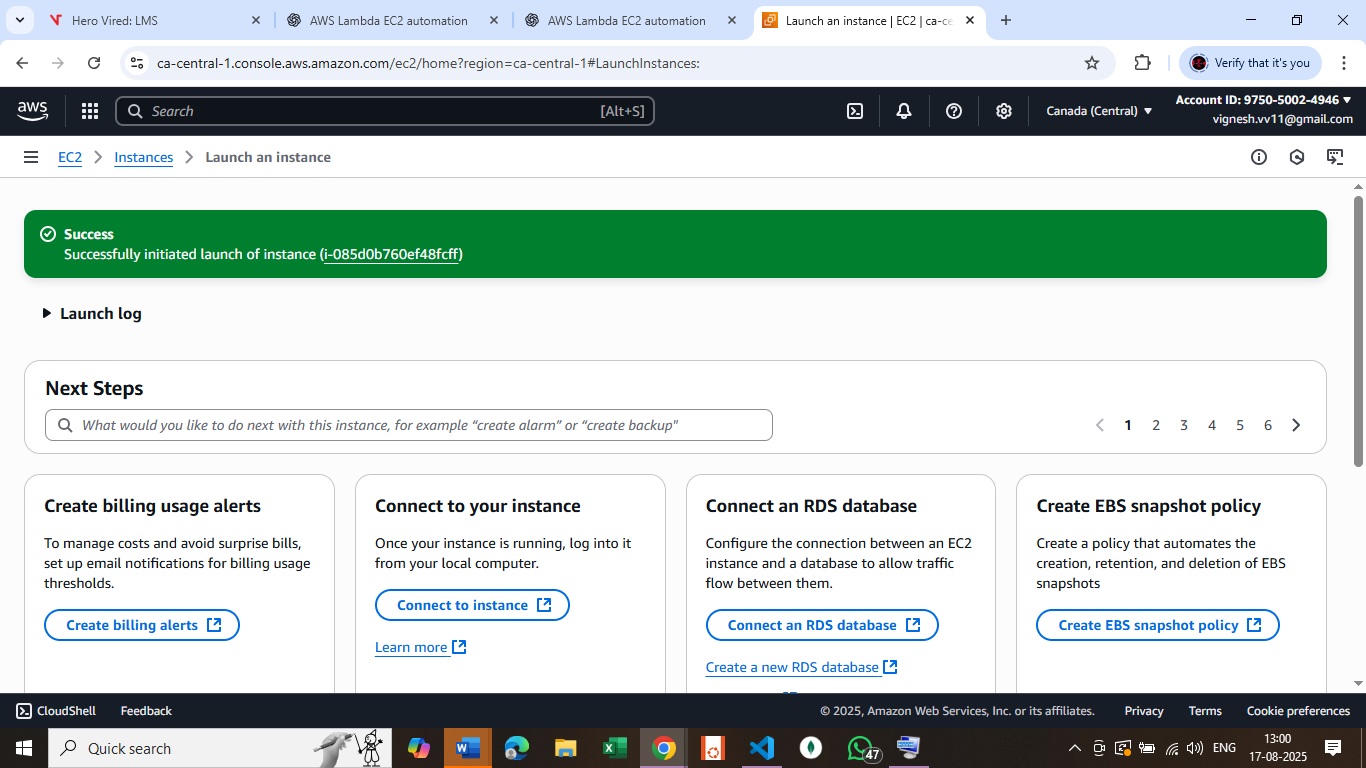 Hero Vired: LMS
AWS Lambda EC2 automation
AWS Lambda EC2 automation
Launch an instance | EC2 | ca-ce
ca-central-1.console.aws.amazon.com/ec2/home?region=ca-central-1#LaunchInstances:
Verify that it's you
aws
Search
[Alt+S]
Canada (Central)
Account ID: 9750-5002-4946
vignesh.vv11@gmail.com
EC2
Instances
Launch an instance
Success
Successfully initiated launch of instance (i-085d0b760ef48fcff)
Launch log
Next Steps
What would you like to do next with this instance, for example “create alarm” or “create backup”
1 2 3 4 5 6
Create billing usage alerts
To manage costs and avoid surprise bills,
set up email notifications for billing usage
thresholds.
Create billing alerts
Connect to your instance
Once your instance is running, log into it
from your local computer.
Connect to instance
Learn more
Connect an RDS database
Configure the connection between an EC2
instance and a database to allow traffic
flow between them.
Connect an RDS database
Create a new RDS database
Create EBS snapshot policy
Create a policy that automates the
creation, retention, and deletion of EBS
snapshots
Create EBS snapshot policy
CloudShell
Feedback
© 2025, Amazon Web Services, Inc. or its affiliates.
Privacy
Terms
Cookie preferences
Quick search
47
ENG
13:00
17-08-2025